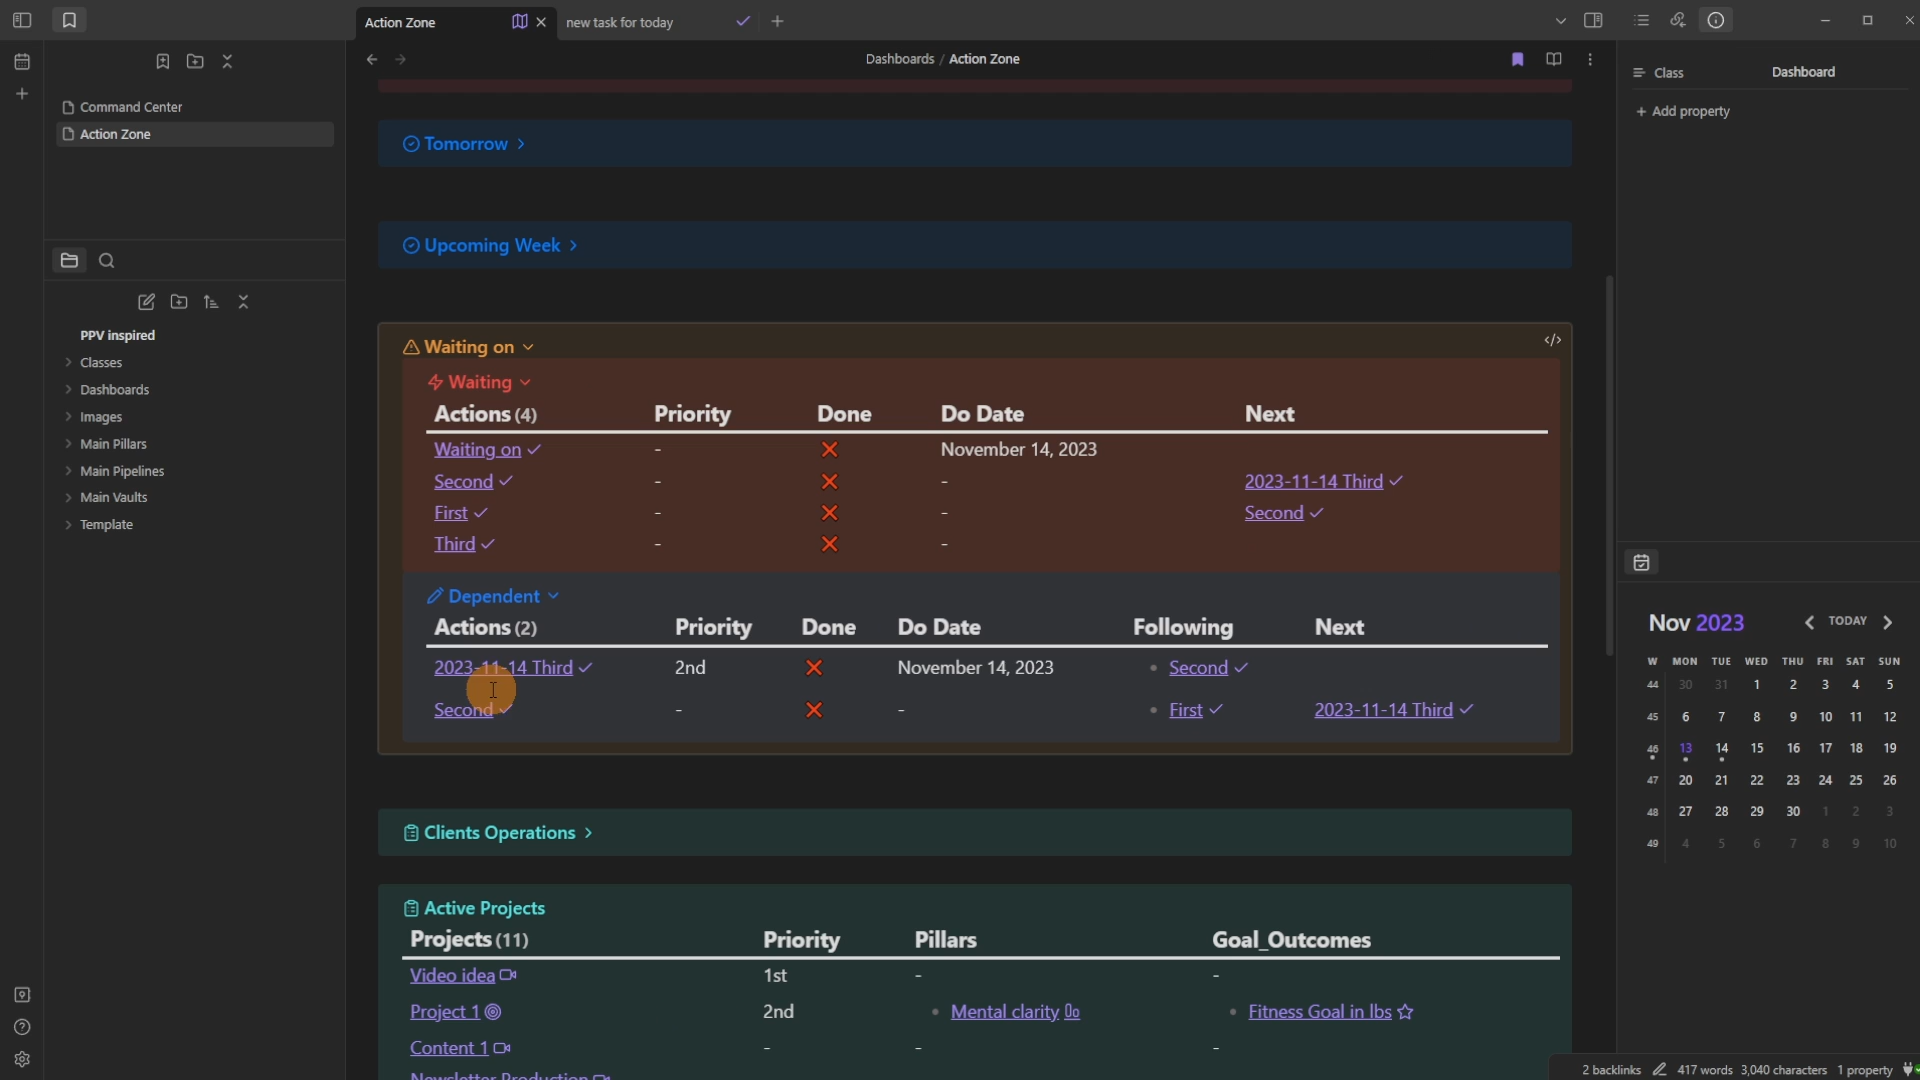 Action Zone
new task for today
Dashboards / Action Zone
Class
Dashboard
Add property
Command Center
Action Zone
PPV inspired
Classes
Dashboards
Images
Main Pillars
Main Pipelines
Main Vaults
Template
Tomorrow
Upcoming Week
Waiting on
Waiting
Actions (4) Priority Done Do Date Next
Waiting on - ❌ November 14, 2023
Second - ❌ - 2023-11-14 Third
First - ❌ - Second
Third - ❌ -
Dependent
Actions (2) Priority Done Do Date Following Next
2023-11-14 Third 2nd ❌ November 14, 2023 • Second
Second - ❌ - • First 2023-11-14 Third
Clients Operations
Active Projects
Projects (11) Priority Pillars Goal_Outcomes
Video idea 1st - -
Project 1 2nd • Mental clarity • Fitness Goal in lbs
Content 1 - - -
Newsletter Production
Nov 2023 TODAY
W MON TUE WED THU FRI SAT SUN
44 30 31 1 2 3 4 5
45 6 7 8 9 10 11 12
46 13 14 15 16 17 18 19
47 20 21 22 23 24 25 26
48 27 28 29 30 1 2 3
49 4 5 6 7 8 9 10
2 backlinks 417 words 3,040 characters 1 property